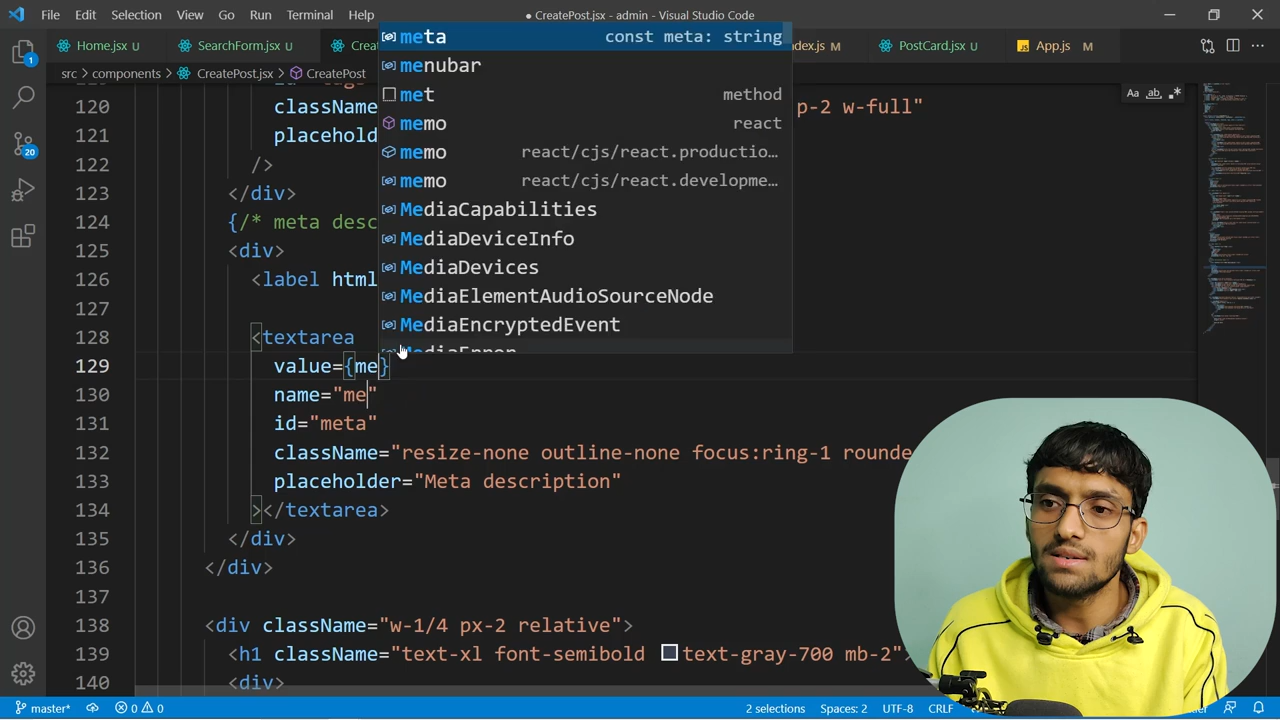 File Edit Selection View Go Run Terminal Help
● CreatePost.jsx - admin - Visual Studio Code
Home.jsx M
SearchForm.jsx M
Crea
ndex.js M
PostCard.jsx M
App.js M
src > components > CreatePost.jsx > CreatePost
120 className p-2 w-full"
121 placehold
122 />
123 </div>
124 {/* meta desc
125 <div>
126 <label html
127
128 <textarea
129 value={me}
130 name="me"
131 id="meta"
132 className="resize-none outline-none focus:ring-1 rounde
133 placeholder="Meta description"
134 ></textarea>
135 </div>
136 </div>
137
138 <div className="w-1/4 px-2 relative">
139 <h1 className="text-xl font-semibold text-gray-700 mb-2">
140 <div>
meta const meta: string
menubar
met method
memo react
memo react/cjs/react.productio…
memo react/cjs/react.developme…
MediaCapabilities
MediaDeviceInfo
MediaDevices
MediaElementAudioSourceNode
MediaEncryptedEvent
MediaError
Aa ab
1
20
master* 0 0 2 selections Spaces: 2 UTF-8 CRLF